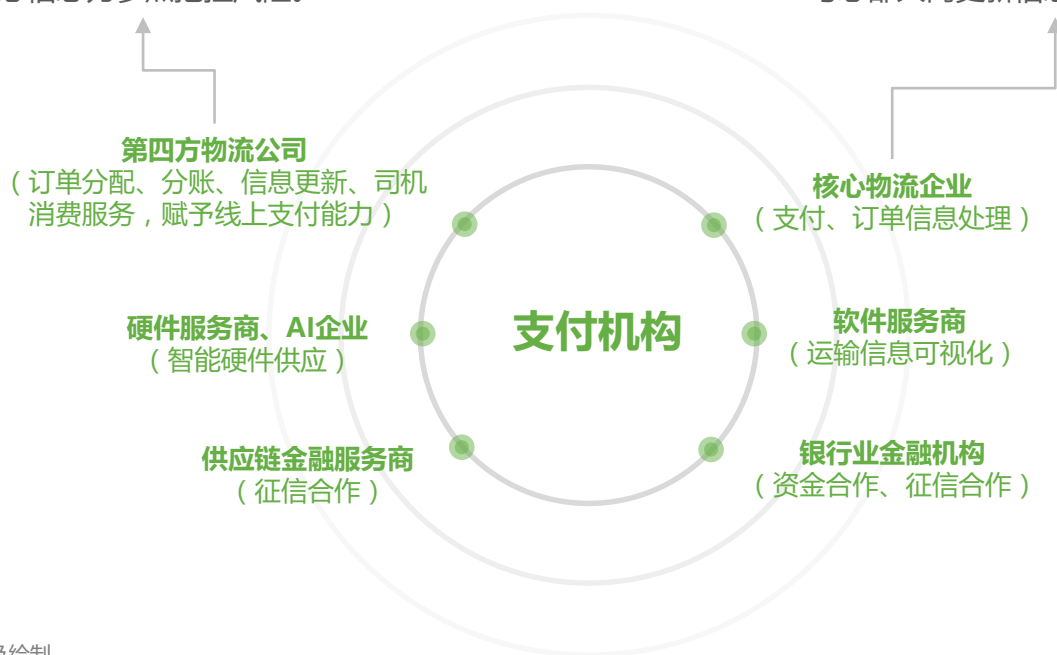 第四方物流公司
（订单分配、分账、信息更新、司机
消费服务，赋予线上支付能力）
核心物流企业
（支付、订单信息处理）
硬件服务商、AI企业
（智能硬件供应）
支付机构
软件服务商
（运输信息可视化）
供应链金融服务商
（征信合作）
银行业金融机构
（资金合作、征信合作）
绘制